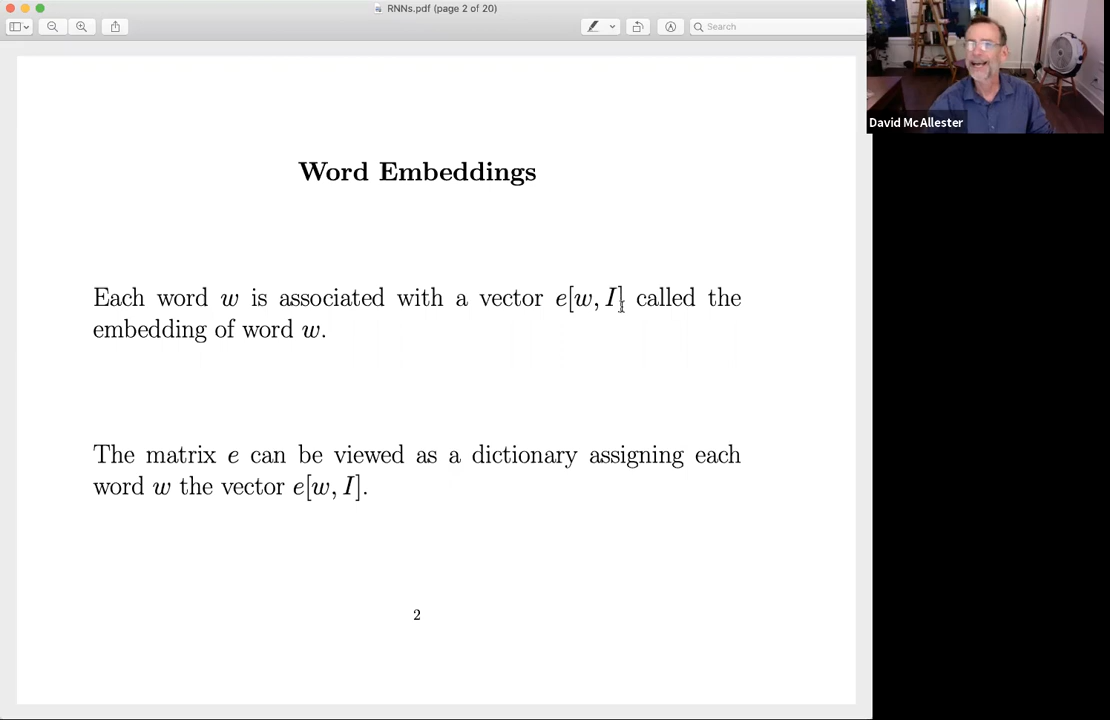 RNNs.pdf (page 2 of 20)
Search
David McAllester
Word Embeddings
Each word w is associated with a vector e[w, I] called the
embedding of word w.
The matrix e can be viewed as a dictionary assigning each
word w the vector e[w, I].
2